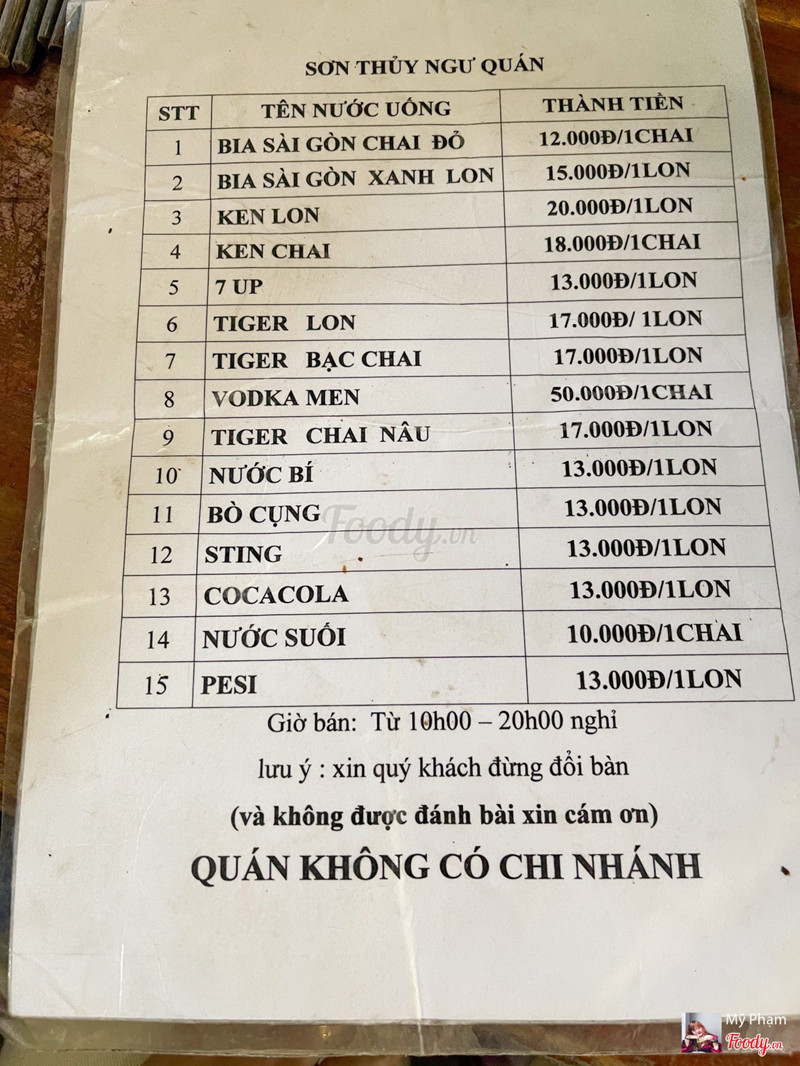 SƠN THỦY NGƯ QUÁN
STT TÊN NƯỚC UỐNG THÀNH TIỀN
1 BIA SÀI GÒN CHAI ĐỎ 12.000Đ/1CHAI
2 BIA SÀI GÒN XANH LON 15.000Đ/1LON
3 KEN LON 20.000Đ/1LON
4 KEN CHAI 18.000Đ/1CHAI
5 7 UP 13.000Đ/1LON
6 TIGER LON 17.000Đ/ 1LON
7 TIGER BẠC CHAI 17.000Đ/1LON
8 VODKA MEN 50.000Đ/1CHAI
9 TIGER CHAI NÂU 17.000Đ/1LON
10 NƯỚC BÍ 13.000Đ/1LON
11 BÒ CỤNG 13.000Đ/1LON
12 STING 13.000Đ/1LON
13 COCACOLA 13.000Đ/1LON
14 NƯỚC SUỐI 10.000Đ/1CHAI
15 PESI 13.000Đ/1LON
Giờ bán: Từ 10h00 – 20h00 nghỉ
lưu ý : xin quý khách đừng đổi bàn
(và không được đánh bài xin cám ơn)
QUÁN KHÔNG CÓ CHI NHÁNH
Foody.vn
Mỹ Phạm
Foody.vn